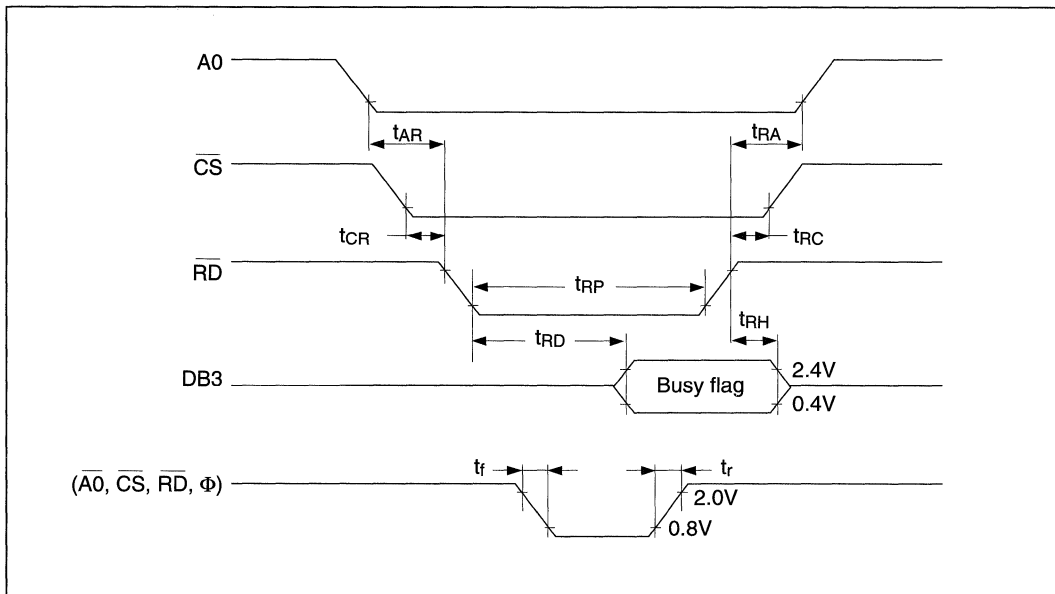 A0
tAR
tRA
CS
tCR
tRC
RD
tRP
tRD
tRH
DB3
Busy flag
2.4V
0.4V
tf
tr
(A0, CS, RD, Φ)
2.0V
0.8V